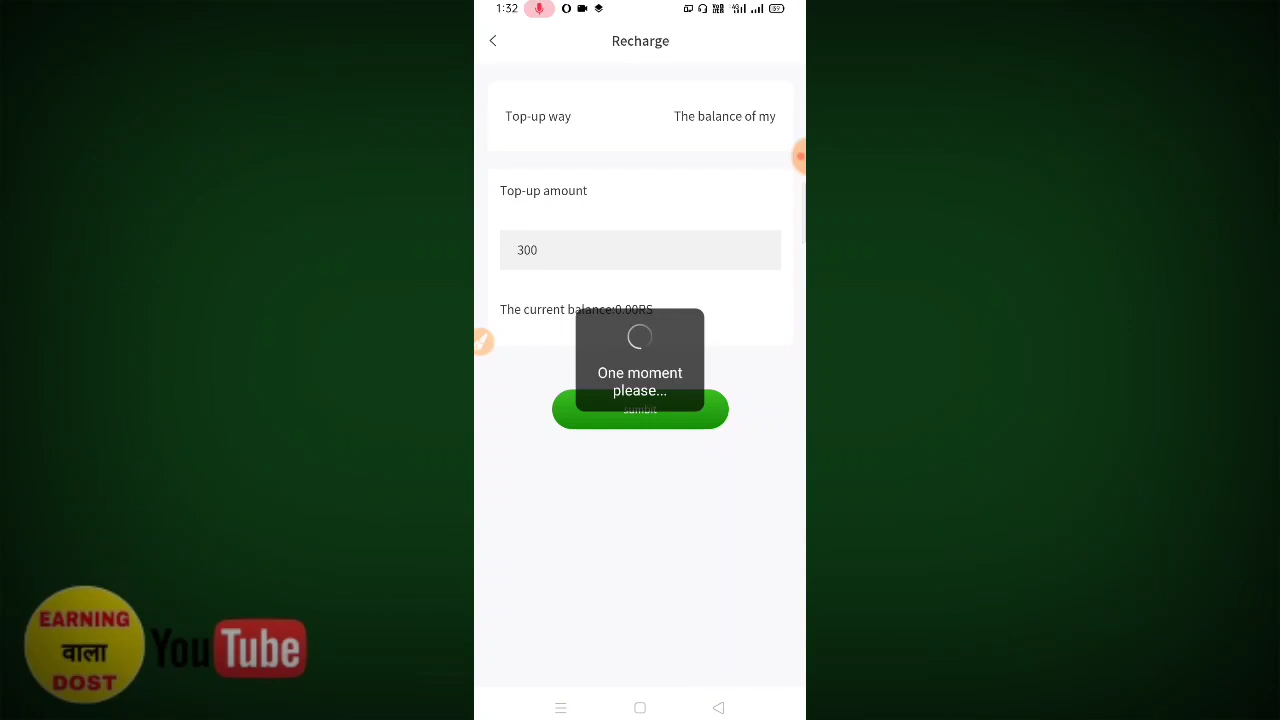 1:32
Recharge
Top-up way The balance of my
Top-up amount
300
The current balance:0.00RS
One moment
please...
sumbit
EARNING
वाला
DOST
YouTube